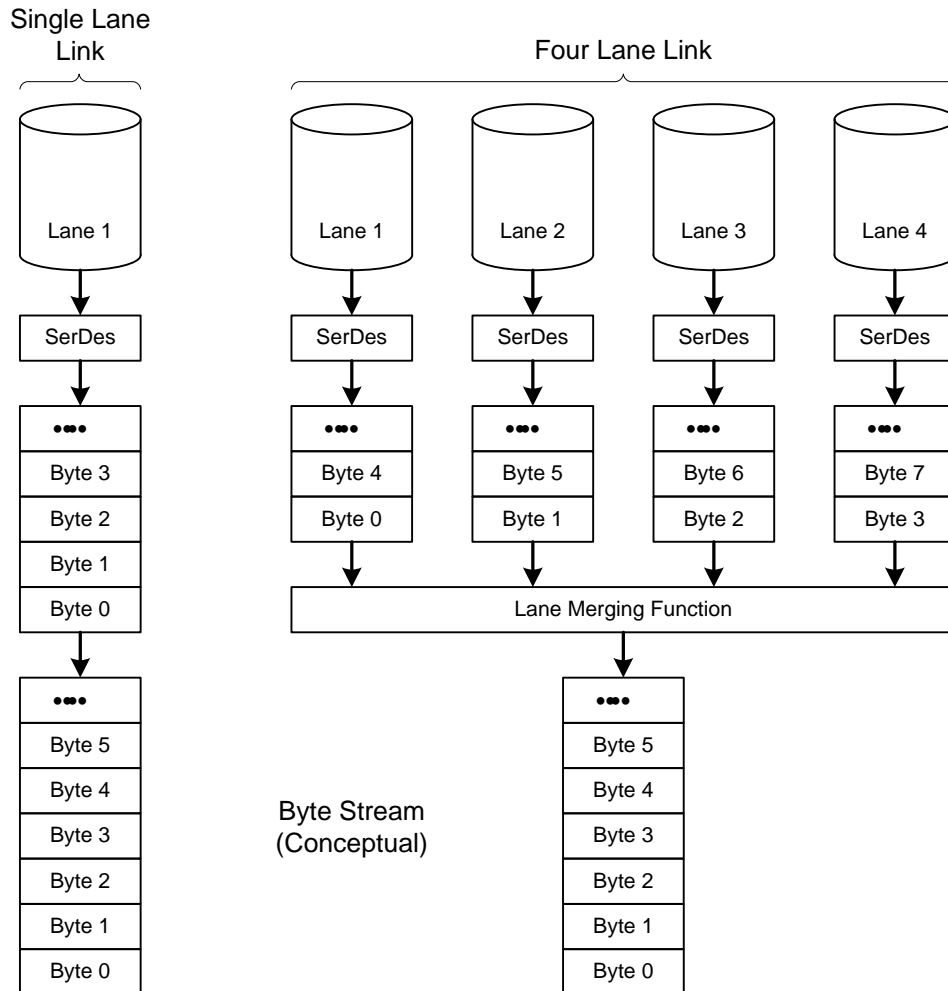 Single Lane
Link
Four Lane Link
Lane 1
Lane 1
Lane 2
Lane 3
Lane 4
SerDes
SerDes
SerDes
SerDes
SerDes
••••
••••
••••
••••
••••
Byte 3
Byte 4
Byte 5
Byte 6
Byte 7
Byte 2
Byte 0
Byte 1
Byte 2
Byte 3
Byte 1
Byte 0
Lane Merging Function
••••
••••
Byte 5
Byte 5
Byte 4
Byte 4
Byte Stream
(Conceptual)
Byte 3
Byte 3
Byte 2
Byte 2
Byte 1
Byte 1
Byte 0
Byte 0